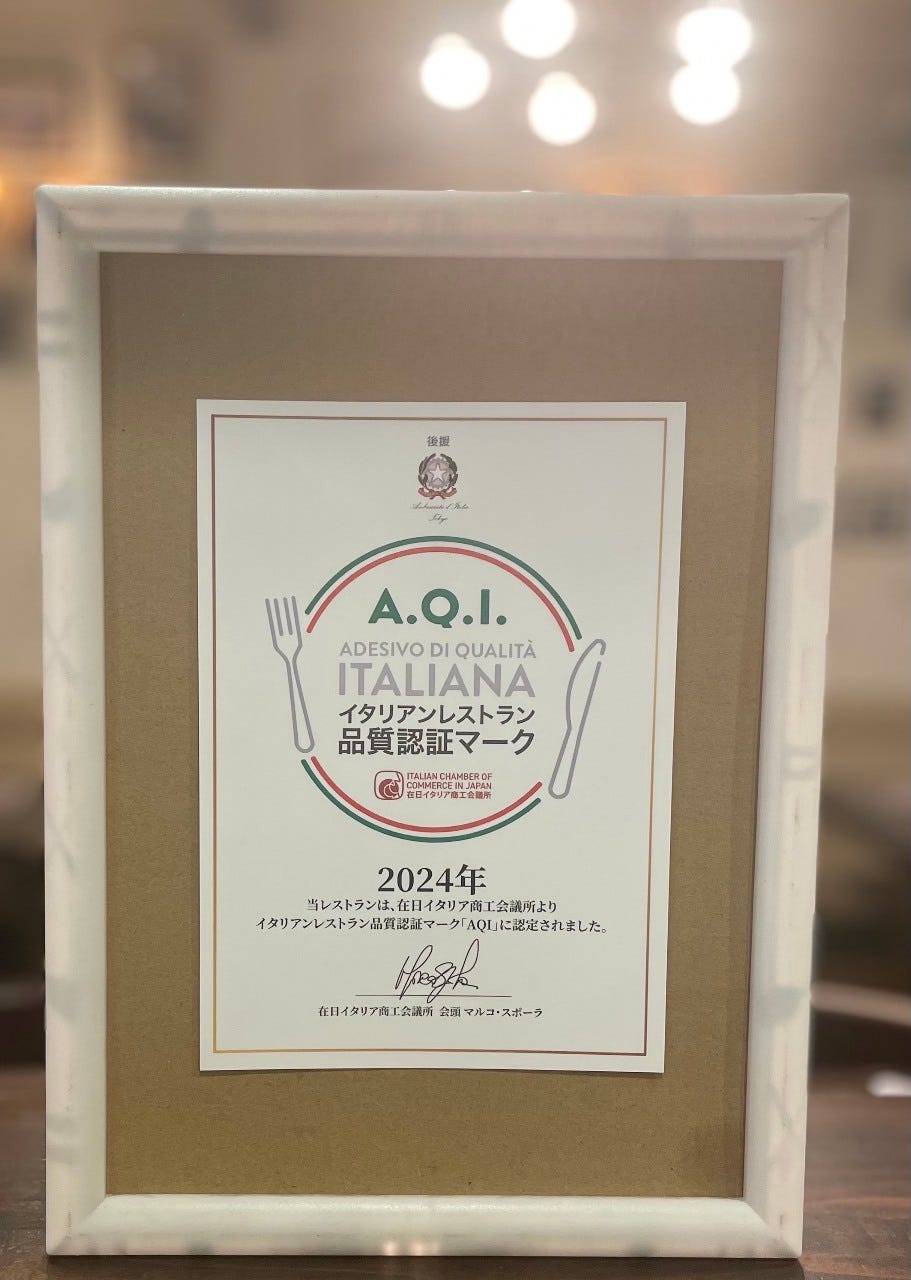 後援
Ambasciata d'Italia
Tokyo
A.Q.I.
ADESIVO DI QUALITÀ
ITALIANA
イタリアンレストラン
品質認証マーク
ITALIAN CHAMBER OF
COMMERCE IN JAPAN
在日イタリア商工会議所
2024年
当レストランは、在日イタリア商工会議所より
イタリアンレストラン品質認証マーク「AQI」に認定されました。
在日イタリア商工会議所 会頭 マルコ・スポーラ